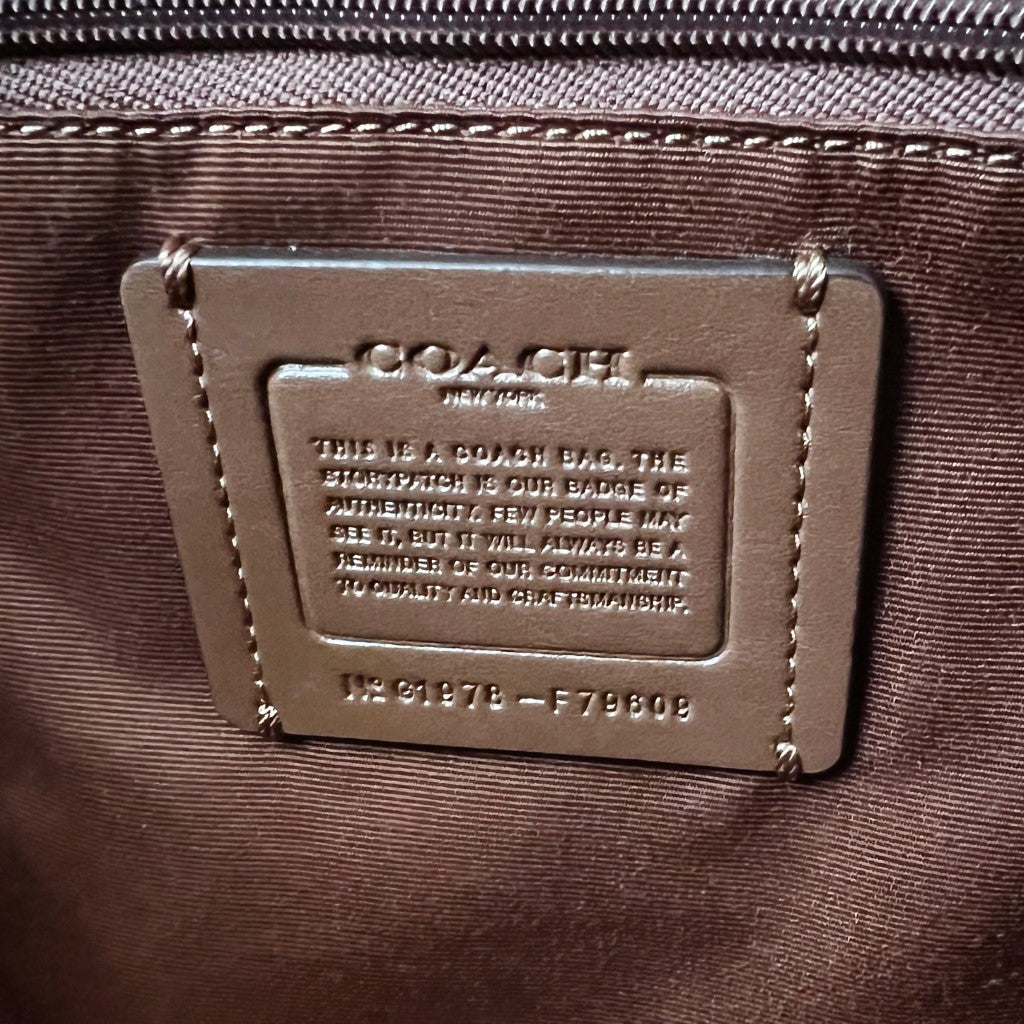 COACH
NEW YORK
THIS IS A COACH BAG. THE
STORYPATCH IS OUR BADGE OF
AUTHENTICITY. FEW PEOPLE MAY
SEE IT, BUT IT WILL ALWAYS BE A
REMINDER OF OUR COMMITMENT
TO QUALITY AND CRAFTSMANSHIP.
№ G1978-F79609